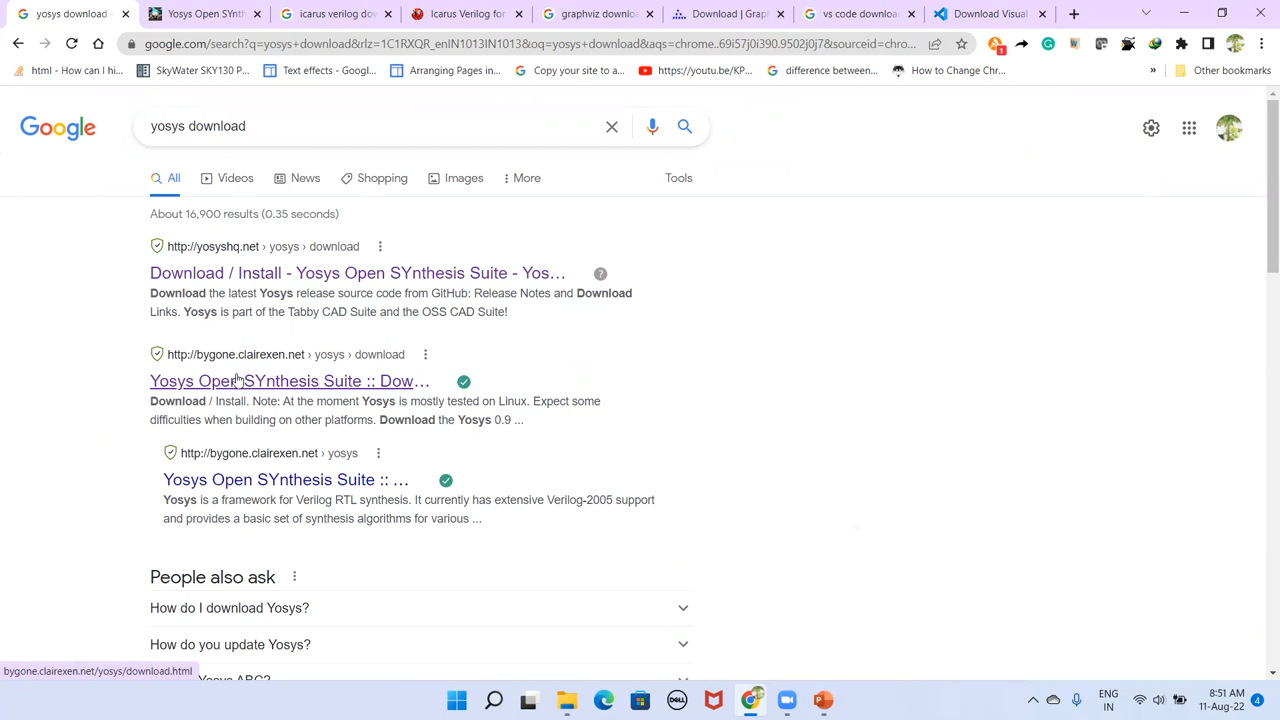 yosys download
Yosys Open SYnth
icarus verilog do
Icarus Verilog for
graphviz downlo
Download | Grap
vs code downloa
Download Visual
google.com/search?q=yosys+download&rlz=1C1RXQR_enIN1013IN1013&oq=yosys+download&aqs=chrome..69i57j0i390.9502j0j7&sourceid=chro...
1
html - How can I hi...
SkyWater SKY130 P...
Text effects - Googl...
Arranging Pages in...
Copy your site to a...
https://youtu.be/KP...
difference between...
How to Change Chr...
»
Other bookmarks
Google
yosys download
All
Videos
News
Shopping
Images
More
Tools
About 16,900 results (0.35 seconds)
http://yosyshq.net › yosys › download
Download / Install - Yosys Open SYnthesis Suite - Yos...
Download the latest Yosys release source code from GitHub: Release Notes and Download
Links. Yosys is part of the Tabby CAD Suite and the OSS CAD Suite!
http://bygone.clairexen.net › yosys › download
Yosys Open SYnthesis Suite :: Dow...
Download / Install. Note: At the moment Yosys is mostly tested on Linux. Expect some
difficulties when building on other platforms. Download the Yosys 0.9 ...
http://bygone.clairexen.net › yosys
Yosys Open SYnthesis Suite :: ...
Yosys is a framework for Verilog RTL synthesis. It currently has extensive Verilog-2005 support
and provides a basic set of synthesis algorithms for various ...
People also ask
How do I download Yosys?
How do you update Yosys?
Yosys ABC?
bygone.clairexen.net/yosys/download.html
DELL
ENG
IN
8:51 AM
11-Aug-22
4